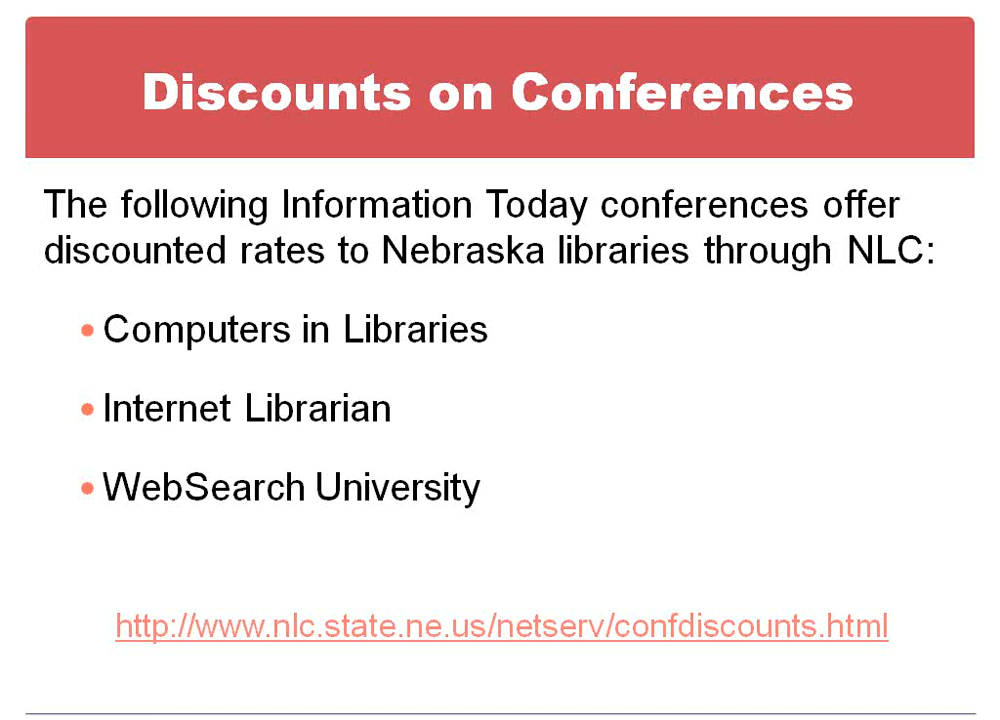 Discounts on Conferences
The following Information Today conferences offer
discounted rates to Nebraska libraries through NLC:
• Computers in Libraries
• Internet Librarian
• WebSearch University
http://www.nlc.state.ne.us/netserv/confdiscounts.html